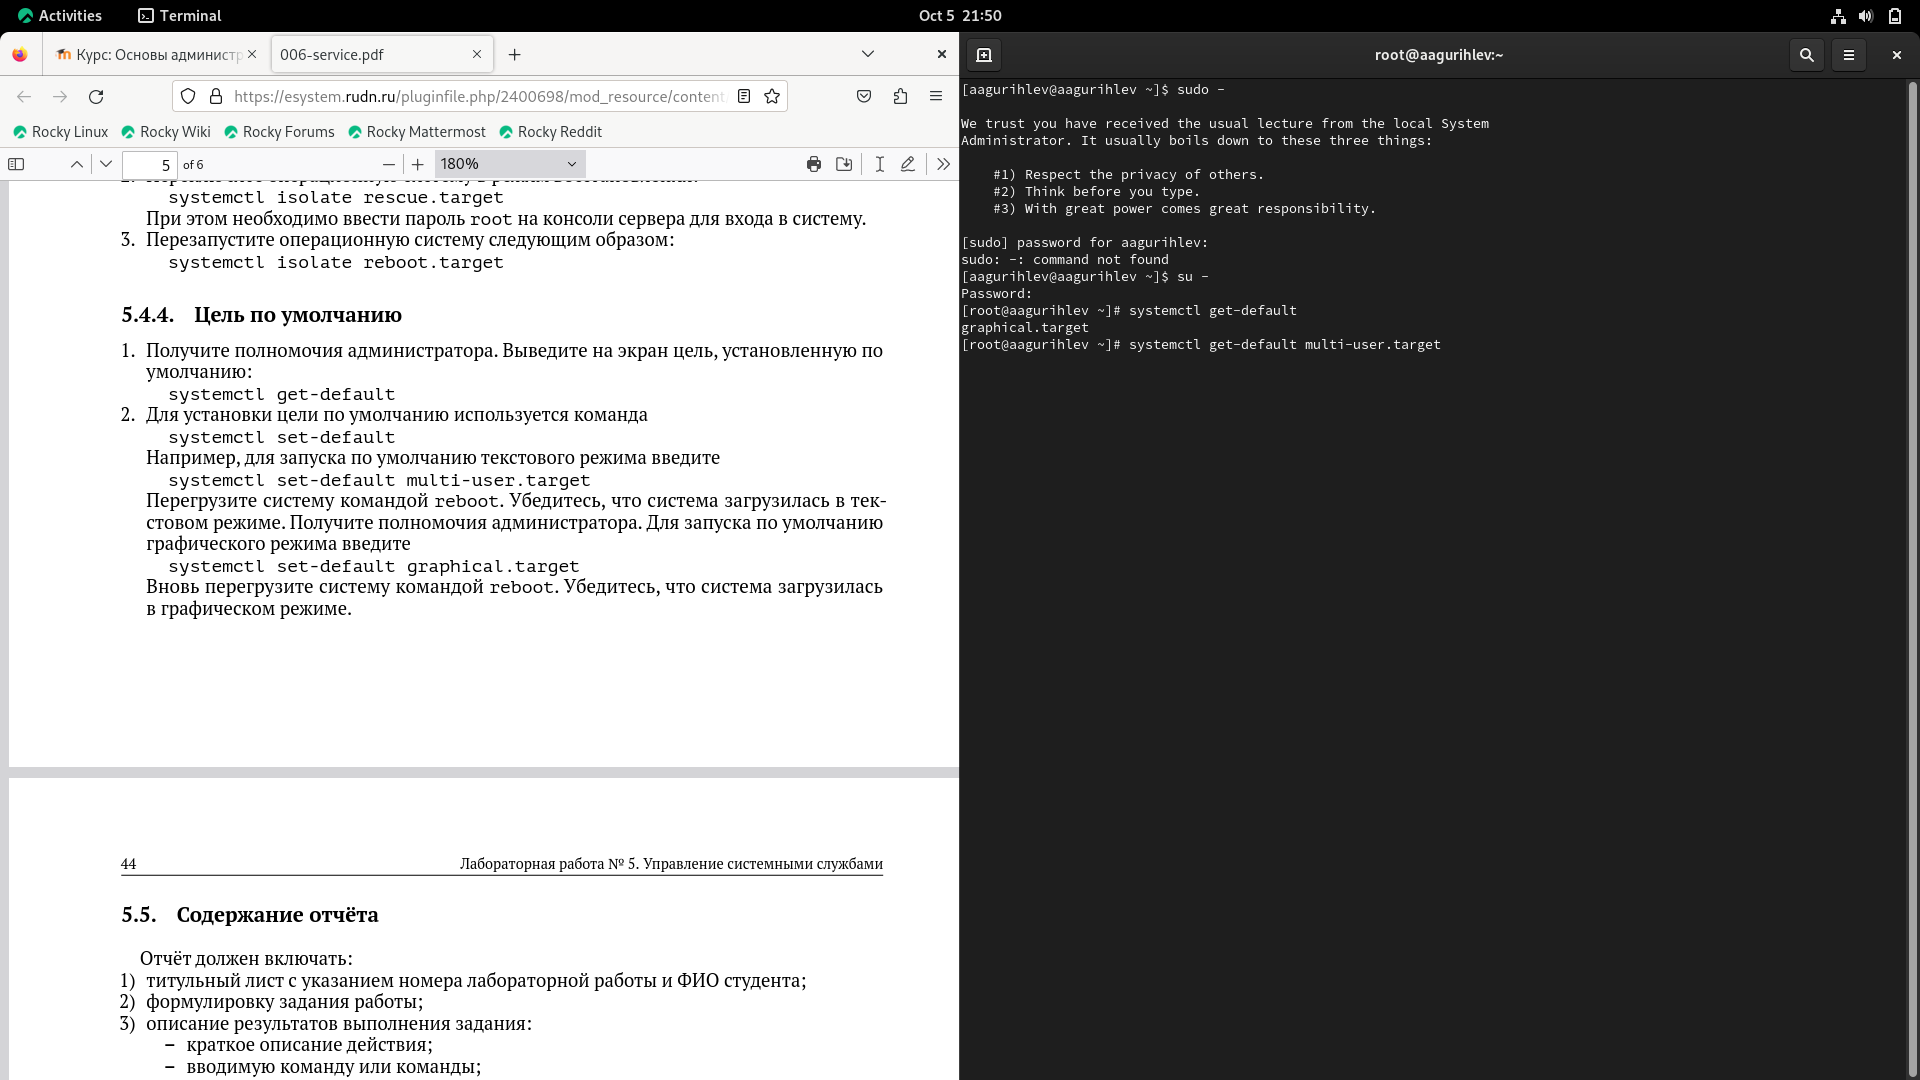 Activities
Terminal
Oct 5 21:50
Курс: Основы администр
006-service.pdf
https://esystem.rudn.ru/pluginfile.php/2400698/mod_resource/content
Rocky Linux
Rocky Wiki
Rocky Forums
Rocky Mattermost
Rocky Reddit
5
of 6
180%
systemctl isolate rescue.target
При этом необходимо ввести пароль root на консоли сервера для входа в систему.
3. Перезапустите операционную систему следующим образом:
systemctl isolate reboot.target
5.4.4. Цель по умолчанию
1. Получите полномочия администратора. Выведите на экран цель, установленную по
умолчанию:
systemctl get-default
2. Для установки цели по умолчанию используется команда
systemctl set-default
Например, для запуска по умолчанию текстового режима введите
systemctl set-default multi-user.target
Перегрузите систему командой reboot. Убедитесь, что система загрузилась в тек-
стовом режиме. Получите полномочия администратора. Для запуска по умолчанию
графического режима введите
systemctl set-default graphical.target
Вновь перегрузите систему командой reboot. Убедитесь, что система загрузилась
в графическом режиме.
44
Лабораторная работа № 5. Управление системными службами
5.5. Содержание отчёта
Отчёт должен включать:
1) титульный лист с указанием номера лабораторной работы и ФИО студента;
2) формулировку задания работы;
3) описание результатов выполнения задания:
– краткое описание действия;
– вводимую команду или команды;
root@aagurihlev:~
[aagurihlev@aagurihlev ~]$ sudo -
We trust you have received the usual lecture from the local System
Administrator. It usually boils down to these three things:
#1) Respect the privacy of others.
#2) Think before you type.
#3) With great power comes great responsibility.
[sudo] password for aagurihlev:
sudo: -: command not found
[aagurihlev@aagurihlev ~]$ su -
Password:
[root@aagurihlev ~]# systemctl get-default
graphical.target
[root@aagurihlev ~]# systemctl get-default multi-user.target